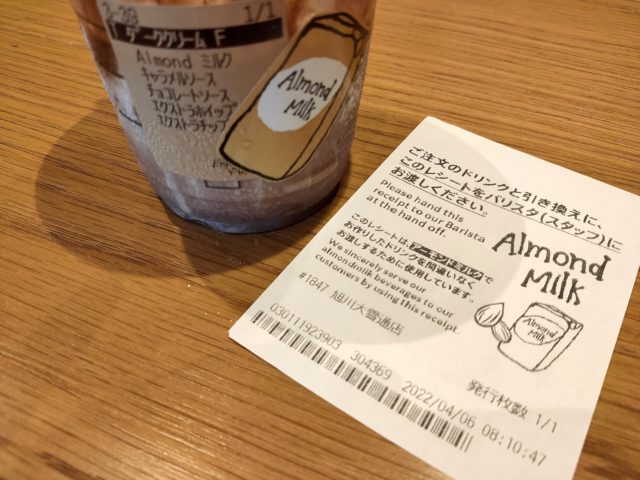 1/1
ダーククリーム F
Almond ミルク
キャラメルソース
チョコレートソース
エクストラホイップ
エクストラチップ
Almond
Milk
ご注文のドリンクと引き換えに、
このレシートをバリスタ(スタッフ)に
お渡しください。
Please hand this
receipt to our Barista
at the hand off.
このレシートは、アーモンドミルクで
お作りしたドリンクを間違いなく
お渡しするために使用しています。
We sincerely serve our
almondmilk beverages to our
customers by using this receipt.
#1847 旭川大雪通店
Almond
Milk
Almond
Milk
発行枚数 1/1
030111923903 304369 2022/04/06 08:10:47